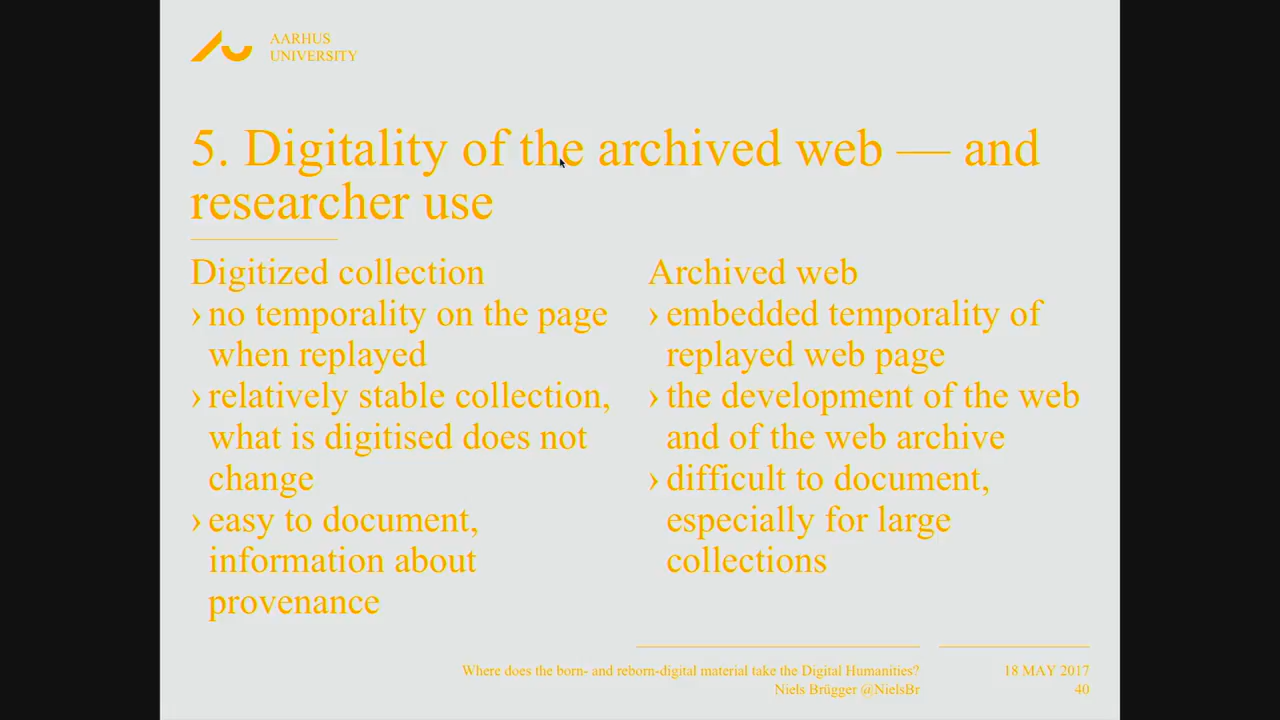 AARHUS
UNIVERSITY
5. Digitality of the archived web — and
researcher use
Digitized collection
› no temporality on the page
when replayed
› relatively stable collection,
what is digitised does not
change
› easy to document,
information about
provenance
Archived web
› embedded temporality of
replayed web page
› the development of the web
and of the web archive
› difficult to document,
especially for large
collections
Where does the born- and reborn-digital material take the Digital Humanities?
Niels Brügger @NielsBr
18 MAY 2017
40